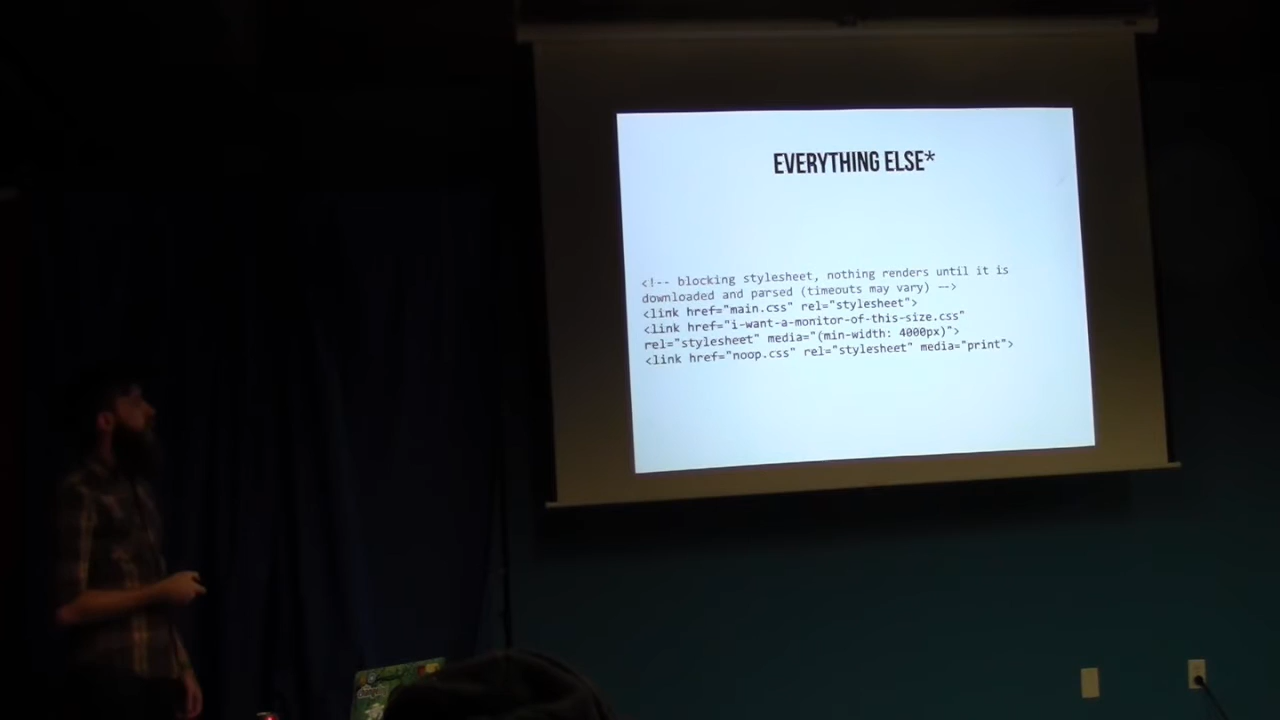 EVERYTHING ELSE*
<!-- blocking stylesheet, nothing renders until it is
downloaded and parsed (timeouts may vary) -->
<link href="main.css" rel="stylesheet">
<link href="i-want-a-monitor-of-this-size.css"
rel="stylesheet" media="(min-width: 4000px)">
<link href="noop.css" rel="stylesheet" media="print">